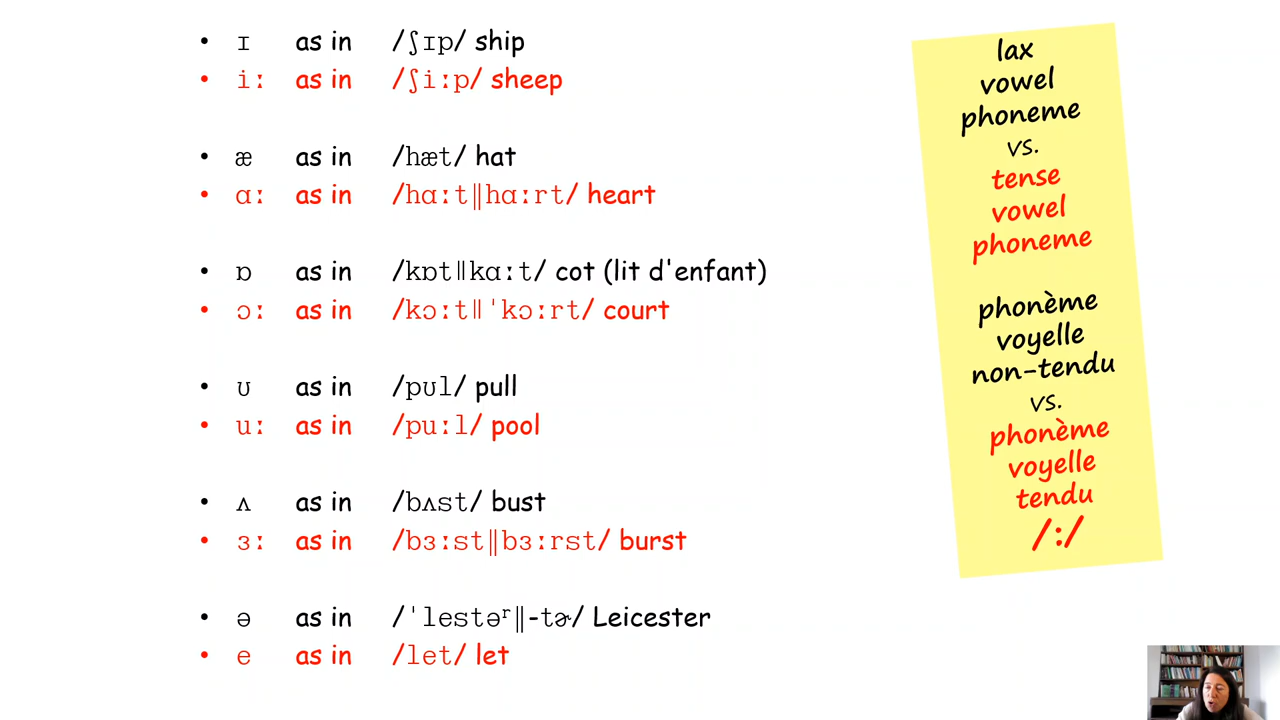 • ɪ as in /ʃɪp/ ship
• iː as in /ʃiːp/ sheep
• æ as in /hæt/ hat
• ɑː as in /hɑːt‖hɑːrt/ heart
• ɒ as in /kɒt‖kɑːt/ cot (lit d'enfant)
• ɔː as in /kɔːt‖ˈkɔːrt/ court
• ʊ as in /pʊl/ pull
• uː as in /puːl/ pool
• ʌ as in /bʌst/ bust
• ɜː as in /bɜːst‖bɜːrst/ burst
• ə as in /ˈlestəʳ‖-tɚ/ Leicester
• e as in /let/ let
lax
vowel
phoneme
vs.
tense
vowel
phoneme
phonème
voyelle
non-tendu
vs.
phonème
voyelle
tendu
/:/